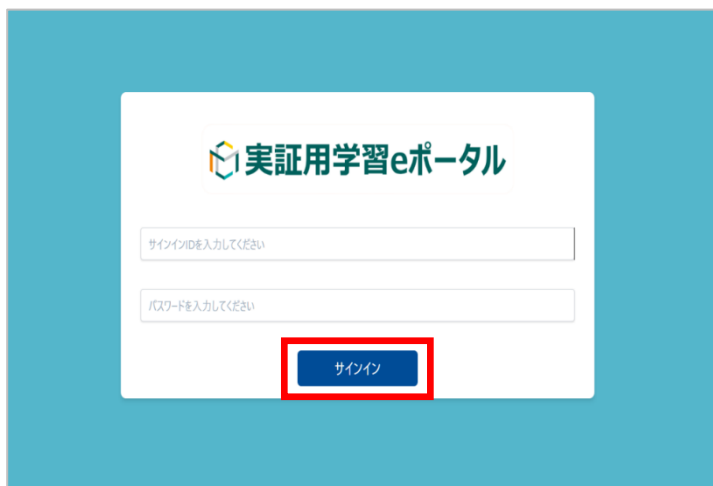 実証用学習eポータル
サインインIDを入力してください
パスワードを入力してください
サインイン